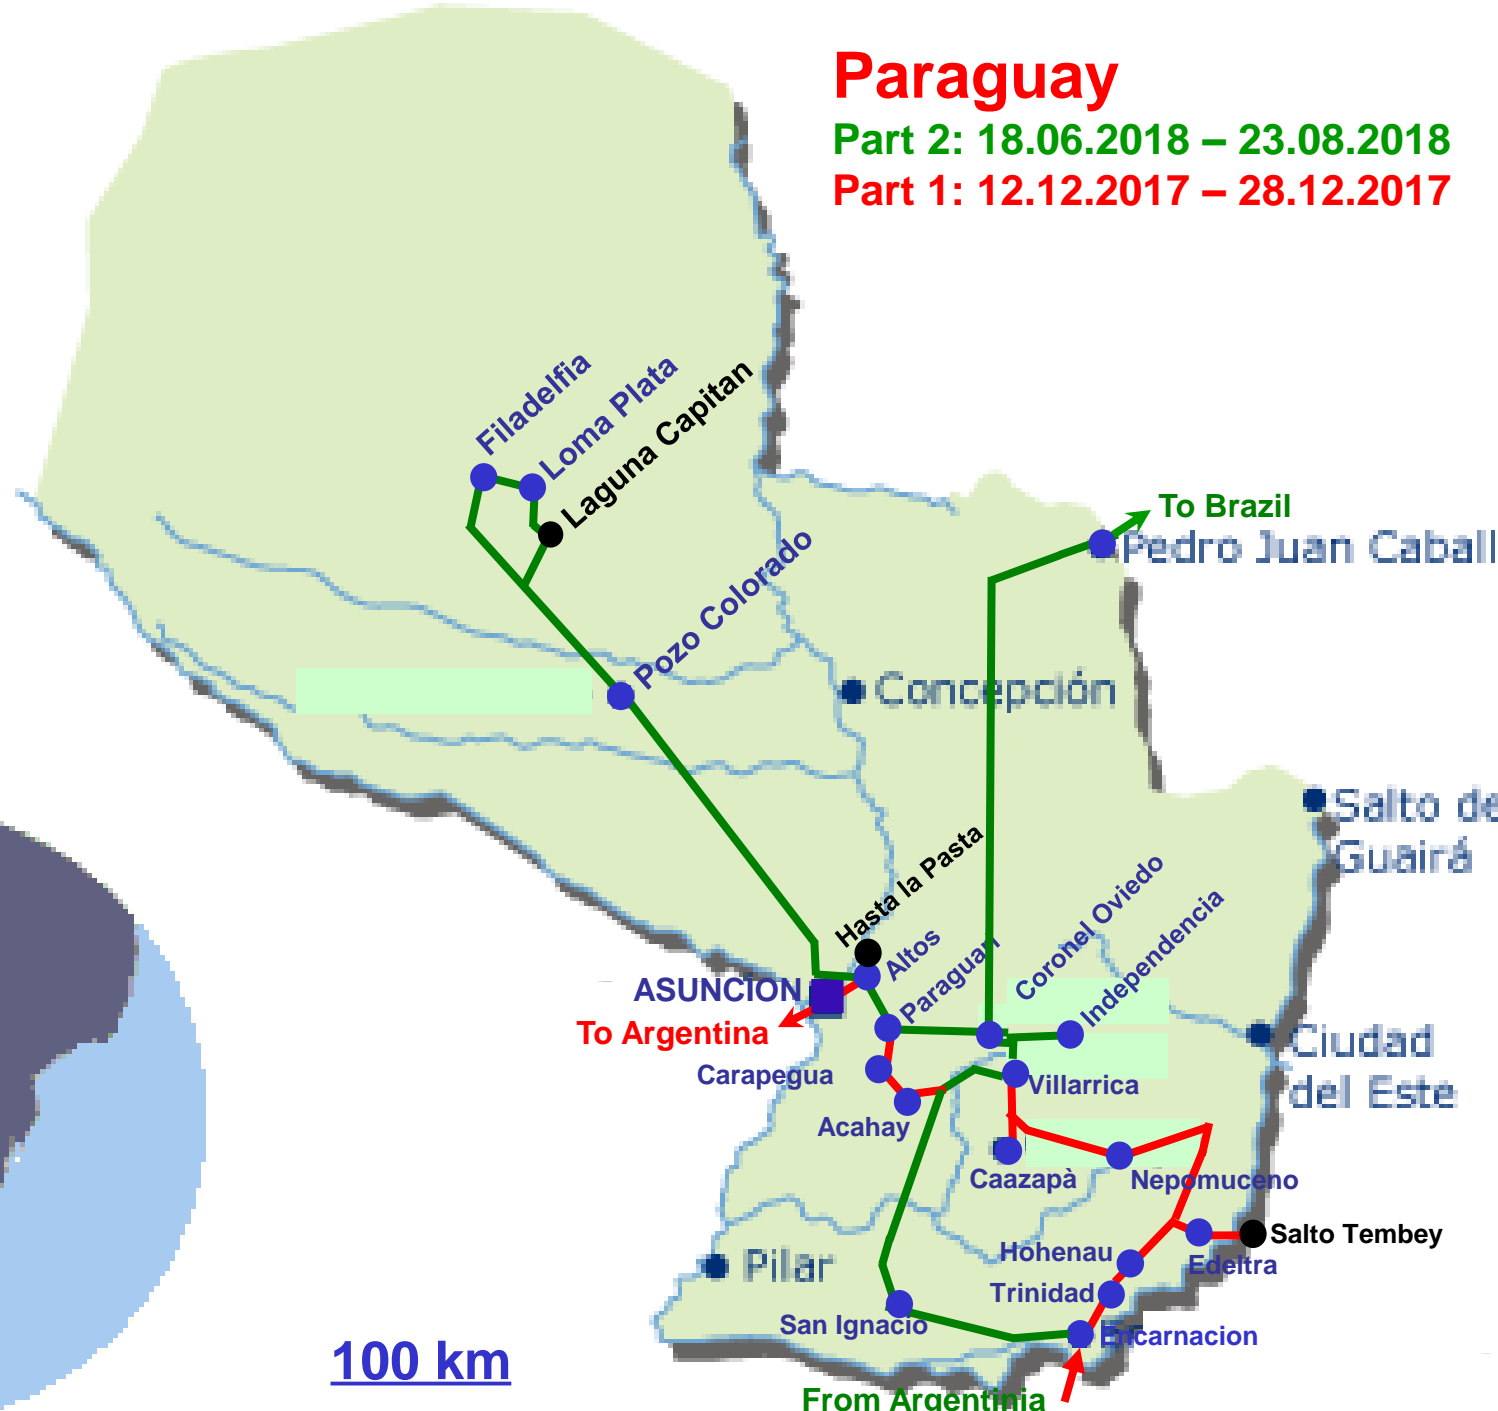 Paraguay
Part 2: 18.06.2018 – 23.08.2018
Part 1: 12.12.2017 – 28.12.2017
Filadelfia
Loma Plata
Laguna Capitan
To Brazil
Pedro Juan Caball
Pozo Colorado
Concepción
Salto de
Guairá
Hasta la Pasta
Altos
Paraguari
Coronel Oviedo
Independencia
ASUNCION
To Argentina
Ciudad
del Este
Carapegua
Villarrica
Acahay
Caazapà
Nepomuceno
Salto Tembey
Hohenau
Edeltra
Pilar
Trinidad
San Ignacio
Encarnacion
100 km
From Argentinia